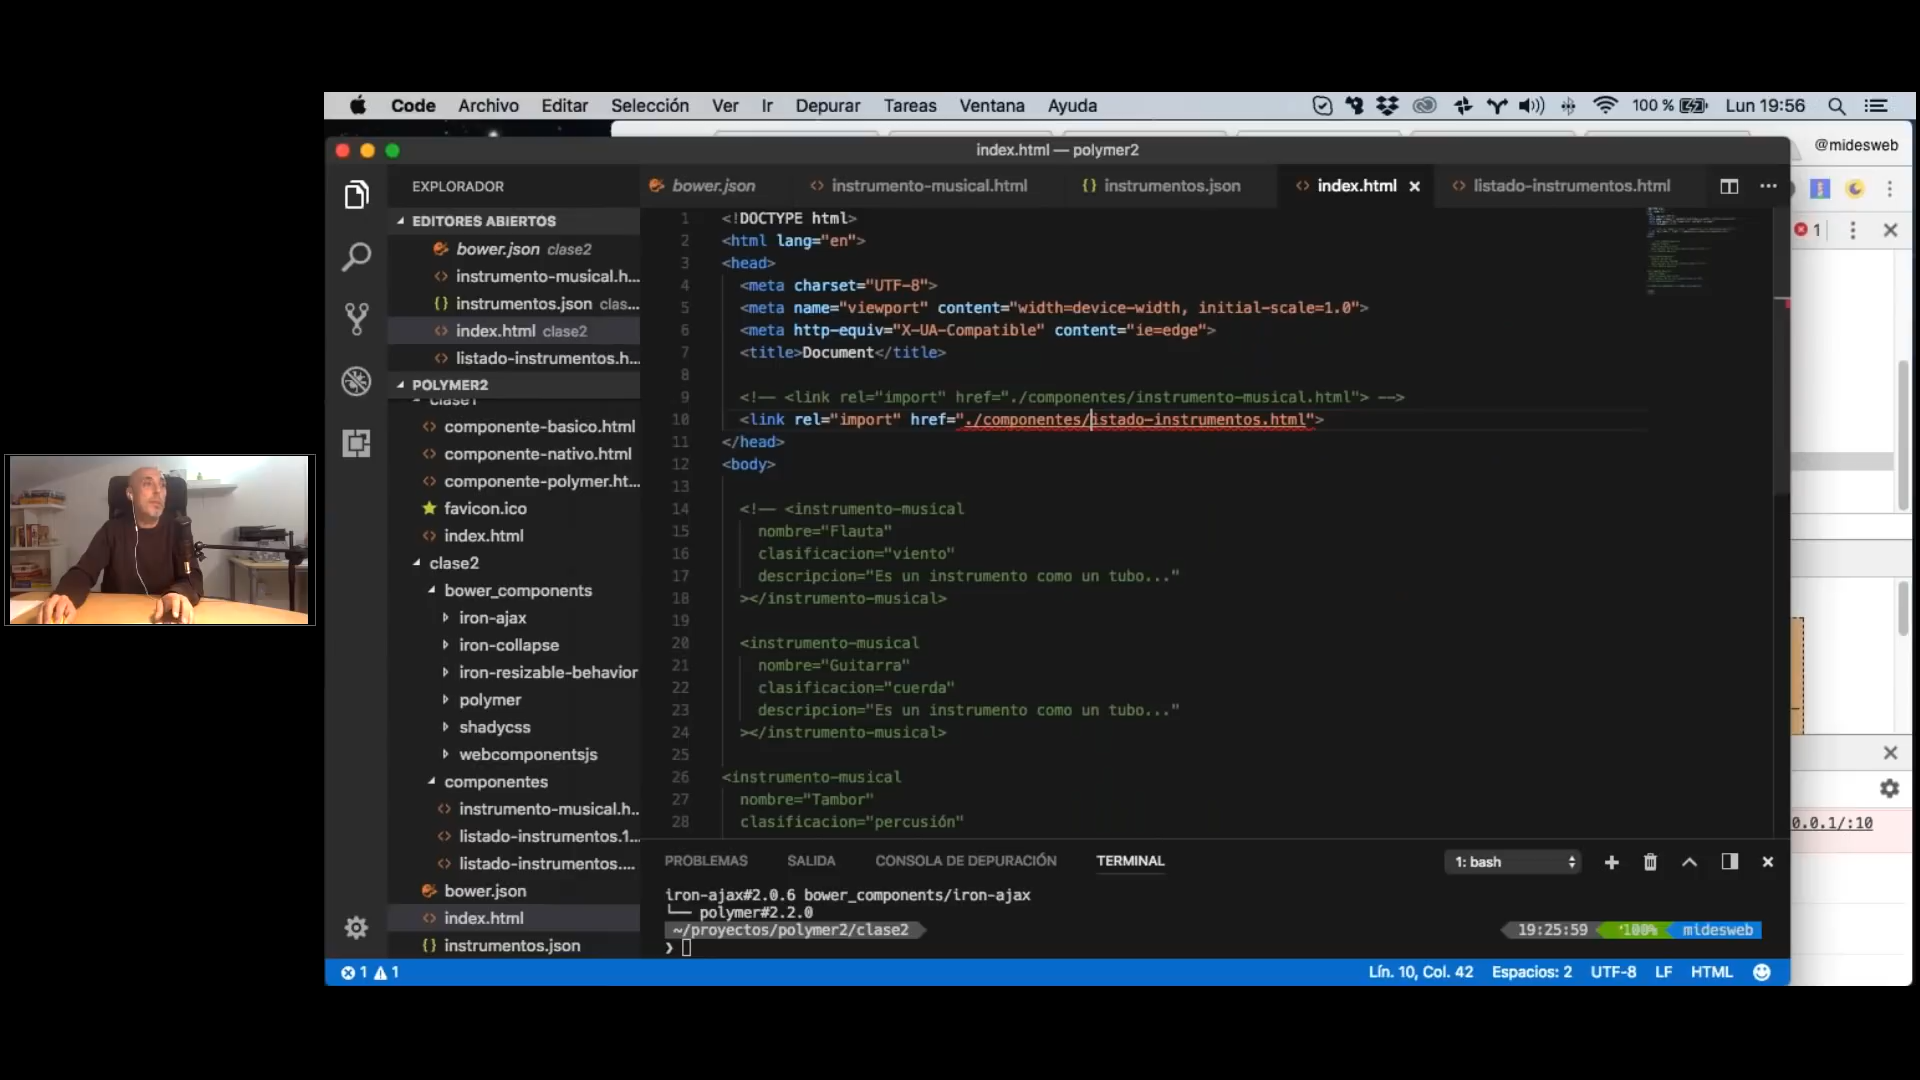 Code Archivo Editar Selección Ver Ir Depurar Tareas Ventana Ayuda 100 % Lun 19:56
@midesweb
index.html — polymer2
EXPLORADOR
bower.json instrumento-musical.html {} instrumentos.json index.html listado-instrumentos.html
EDITORES ABIERTOS
bower.json clase2
instrumento-musical.h...
{} instrumentos.json clas...
index.html clase2
listado-instrumentos.h...
POLYMER2
clase1
componente-basico.html
componente-nativo.html
componente-polymer.ht...
favicon.ico
index.html
clase2
bower_components
iron-ajax
iron-collapse
iron-resizable-behavior
polymer
shadycss
webcomponentsjs
componentes
instrumento-musical.h...
listado-instrumentos.1...
listado-instrumentos....
bower.json
index.html
{} instrumentos.json
1 <!DOCTYPE html>
2 <html lang="en">
3 <head>
4 <meta charset="UTF-8">
5 <meta name="viewport" content="width=device-width, initial-scale=1.0">
6 <meta http-equiv="X-UA-Compatible" content="ie=edge">
7 <title>Document</title>
8
9 <!-- <link rel="import" href="./componentes/instrumento-musical.html"> -->
10 <link rel="import" href="./componentes/istado-instrumentos.html">
11 </head>
12 <body>
13
14 <!-- <instrumento-musical
15 nombre="Flauta"
16 clasificacion="viento"
17 descripcion="Es un instrumento como un tubo..."
18 ></instrumento-musical>
19
20 <instrumento-musical
21 nombre="Guitarra"
22 clasificacion="cuerda"
23 descripcion="Es un instrumento como un tubo..."
24 ></instrumento-musical>
25
26 <instrumento-musical
27 nombre="Tambor"
28 clasificacion="percusión"
1
0.0.1/:10
PROBLEMAS SALIDA CONSOLA DE DEPURACIÓN TERMINAL 1: bash
iron-ajax#2.0.6 bower_components/iron-ajax
└── polymer#2.2.0
~/proyectos/polymer2/clase2 19:25:59 100% midesweb
❯
1 1 Lín. 10, Col. 42 Espacios: 2 UTF-8 LF HTML